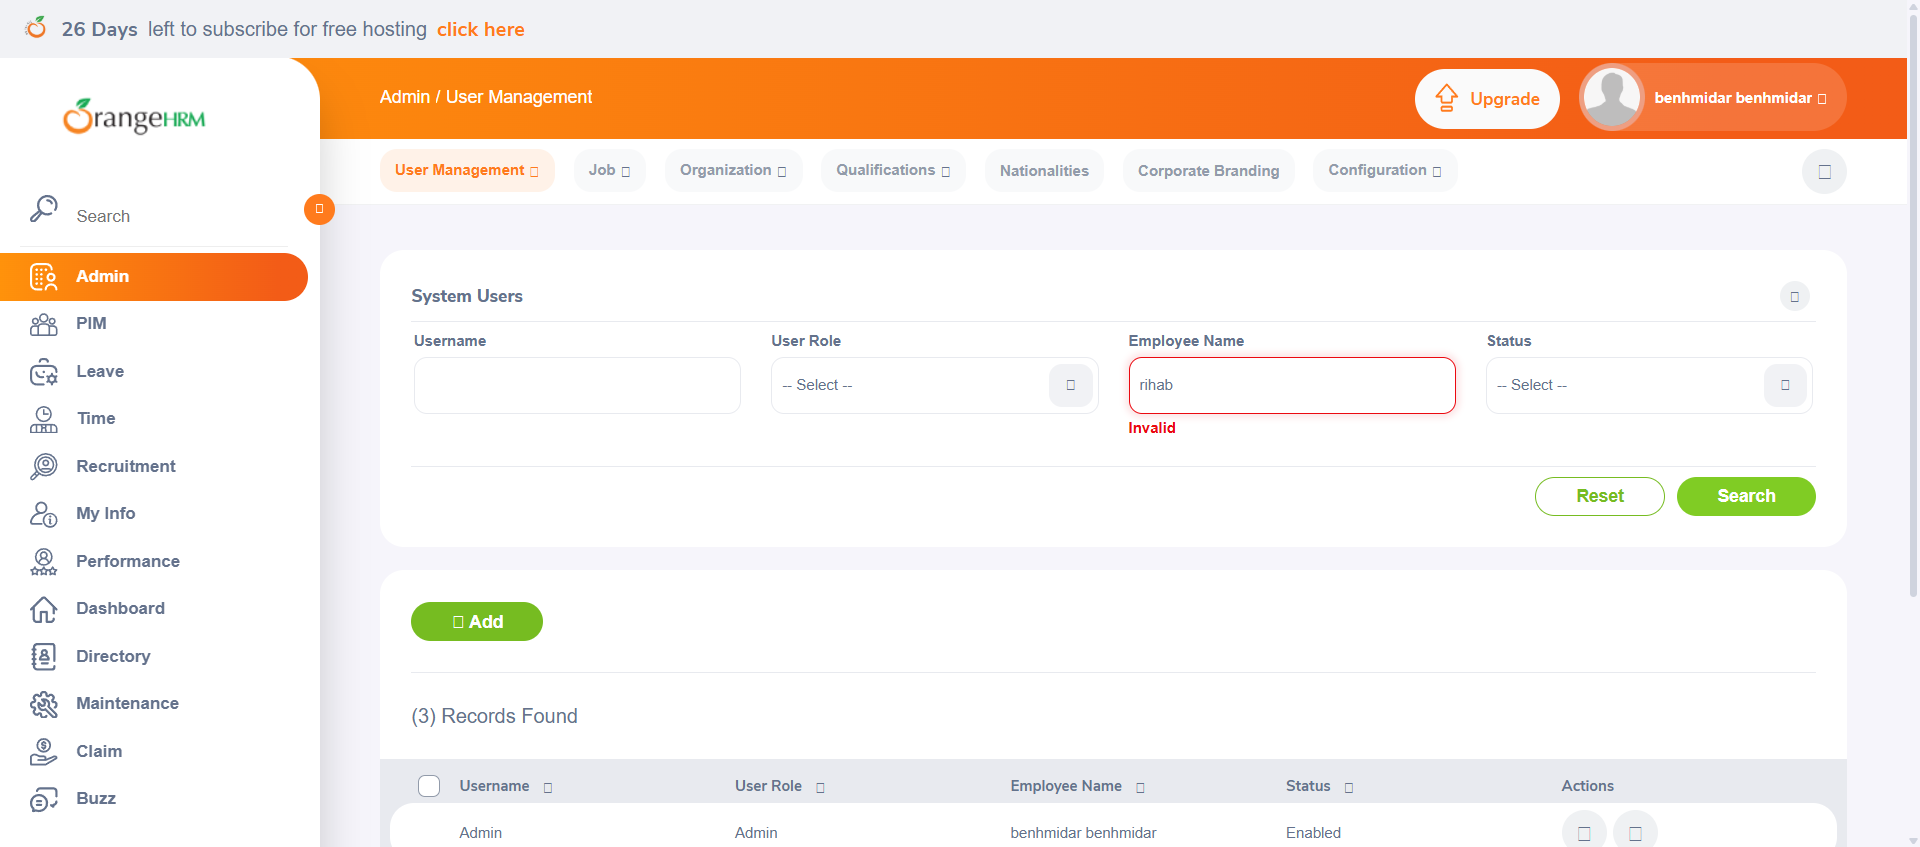 26 Days left to subscribe for free hosting click here
OrangeHRM
Admin / User Management
Upgrade
benhmidar benhmidar
User Management
Job
Organization
Qualifications
Nationalities
Corporate Branding
Configuration
Search
Admin
PIM
Leave
Time
Recruitment
My Info
Performance
Dashboard
Directory
Maintenance
Claim
Buzz
System Users
Username
User Role
Employee Name
Status
-- Select --
rihab
-- Select --
Invalid
Reset
Search
Add
(3) Records Found
Username
User Role
Employee Name
Status
Actions
Admin
Admin
benhmidar benhmidar
Enabled